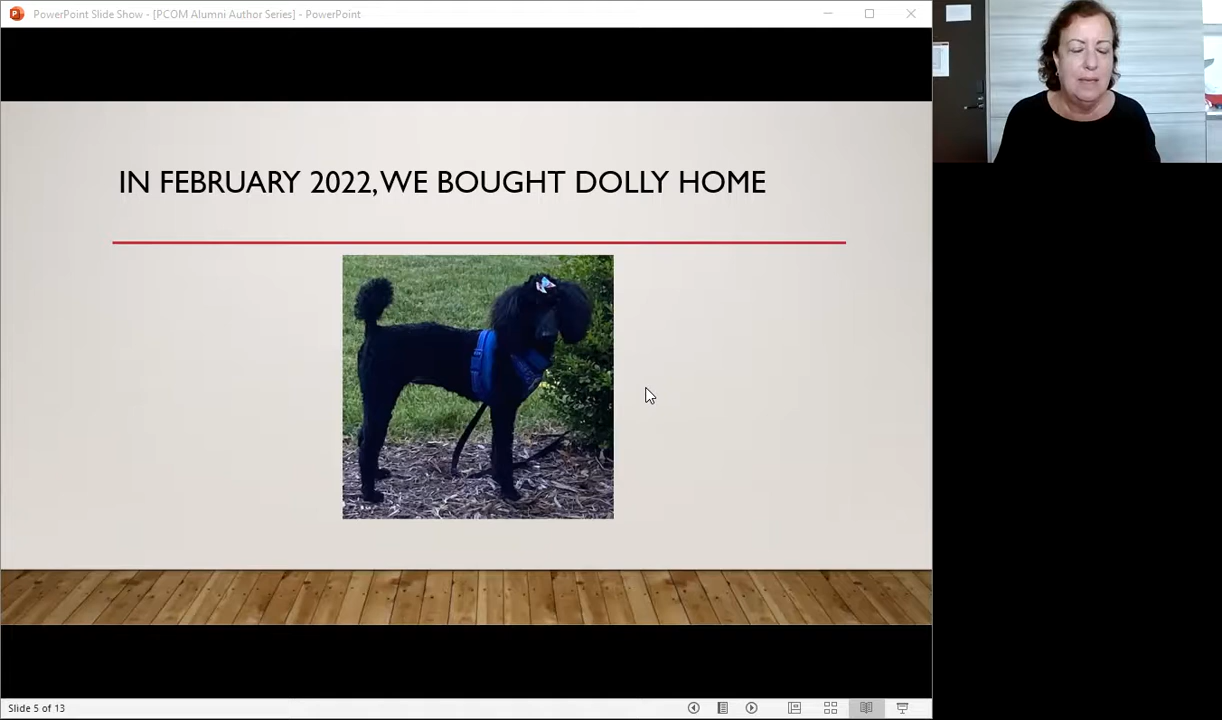 PowerPoint Slide Show - [PCOM Alumni Author Series] - PowerPoint
IN FEBRUARY 2022, WE BOUGHT DOLLY HOME
Slide 5 of 13